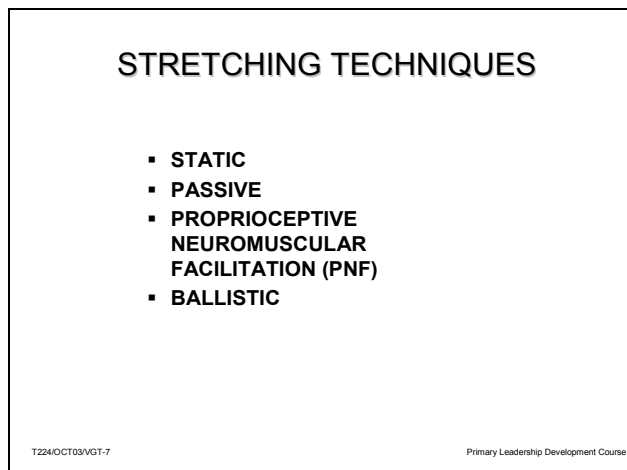 STRETCHING TECHNIQUES
▪ STATIC
▪ PASSIVE
▪ PROPRIOCEPTIVE
NEUROMUSCULAR
FACILITATION (PNF)
▪ BALLISTIC
T224/OCT03/VGT-7
Primary Leadership Development Course